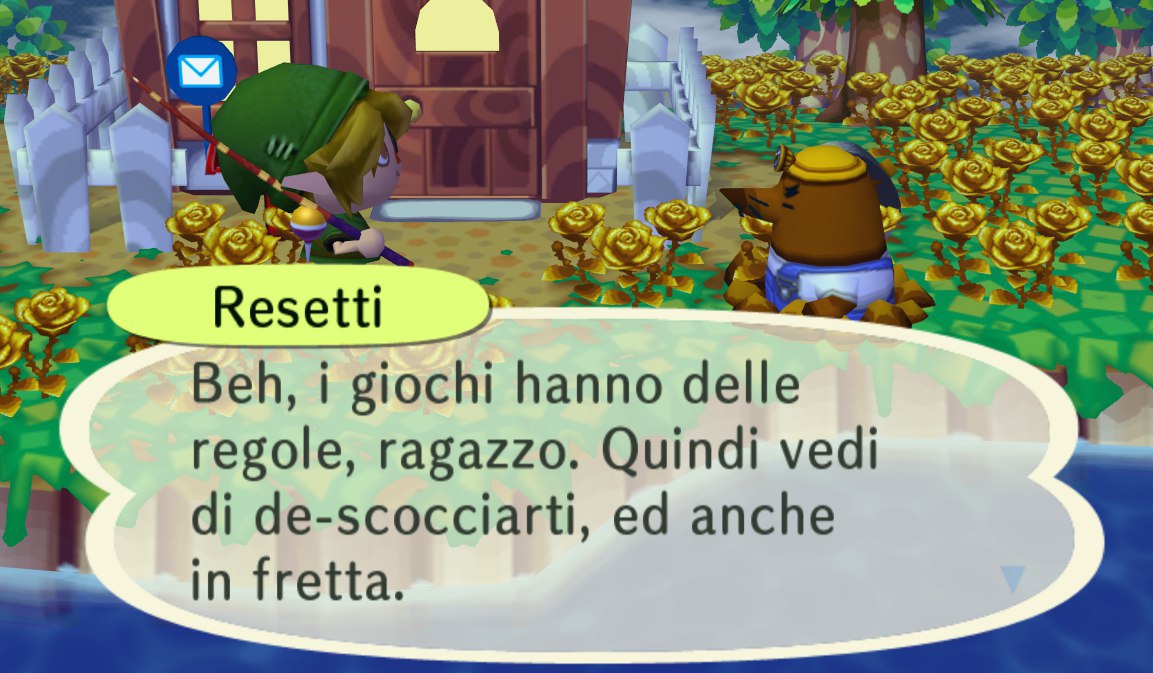 Resetti
Beh, i giochi hanno delle
regole, ragazzo. Quindi vedi
di de-scocciarti, ed anche
in fretta.